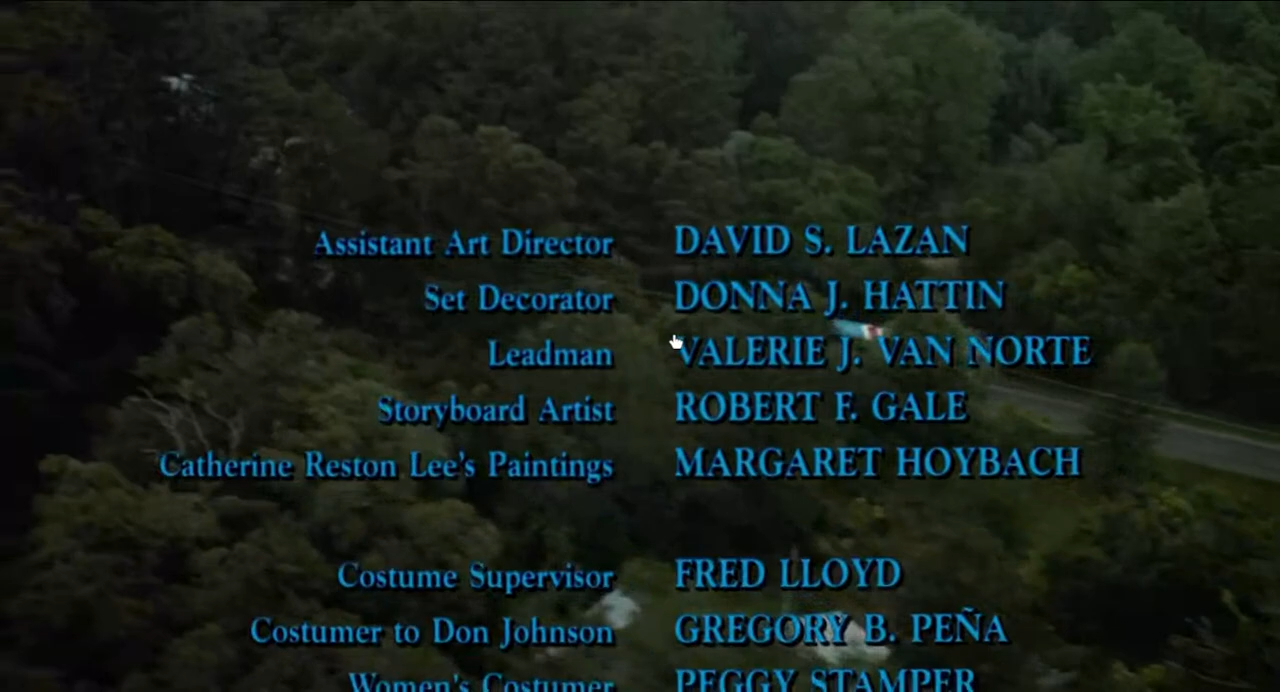 Assistant Art Director DAVID S. LAZAN
Set Decorator DONNA J. HATTIN
Leadman VALERIE J. VAN NORTE
Storyboard Artist ROBERT F. GALE
Catherine Reston Lee's Paintings MARGARET HOYBACH
Costume Supervisor FRED LLOYD
Costumer to Don Johnson GREGORY B. PEÑA
Women's Costumer PEGGY STAMPER